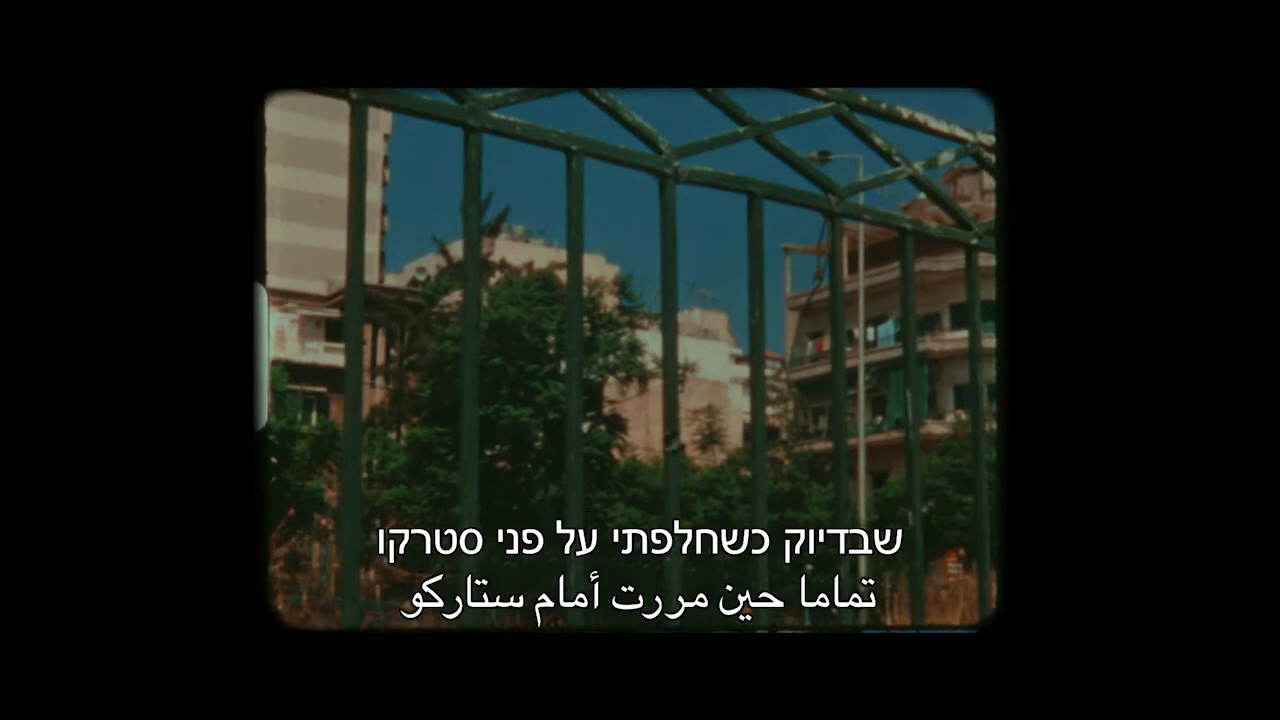 שבדיוק כשחלפתי על פני סטרקו
تماما حين مررت أمام ستاركو